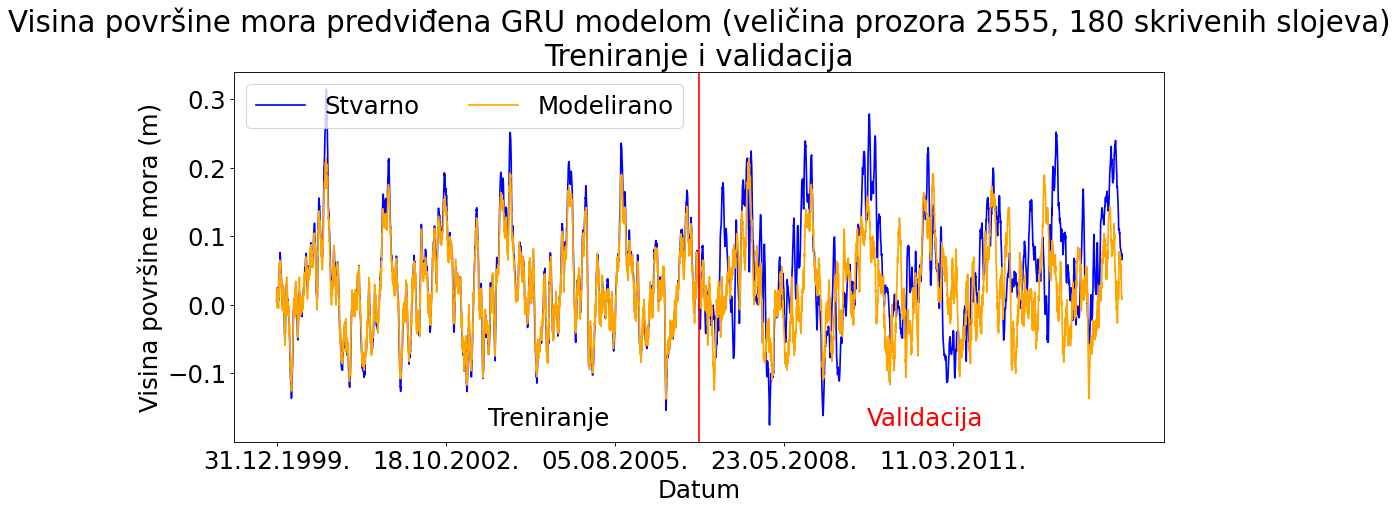 Visina površine mora predviđena GRU modelom (veličina prozora 2555, 180 skrivenih slojeva)
Treniranje i validacija
Stvarno
Modelirano
Visina površine mora (m)
0.3
0.2
0.1
0.0
−0.1
Treniranje
Validacija
31.12.1999.
18.10.2002.
05.08.2005.
23.05.2008.
11.03.2011.
Datum